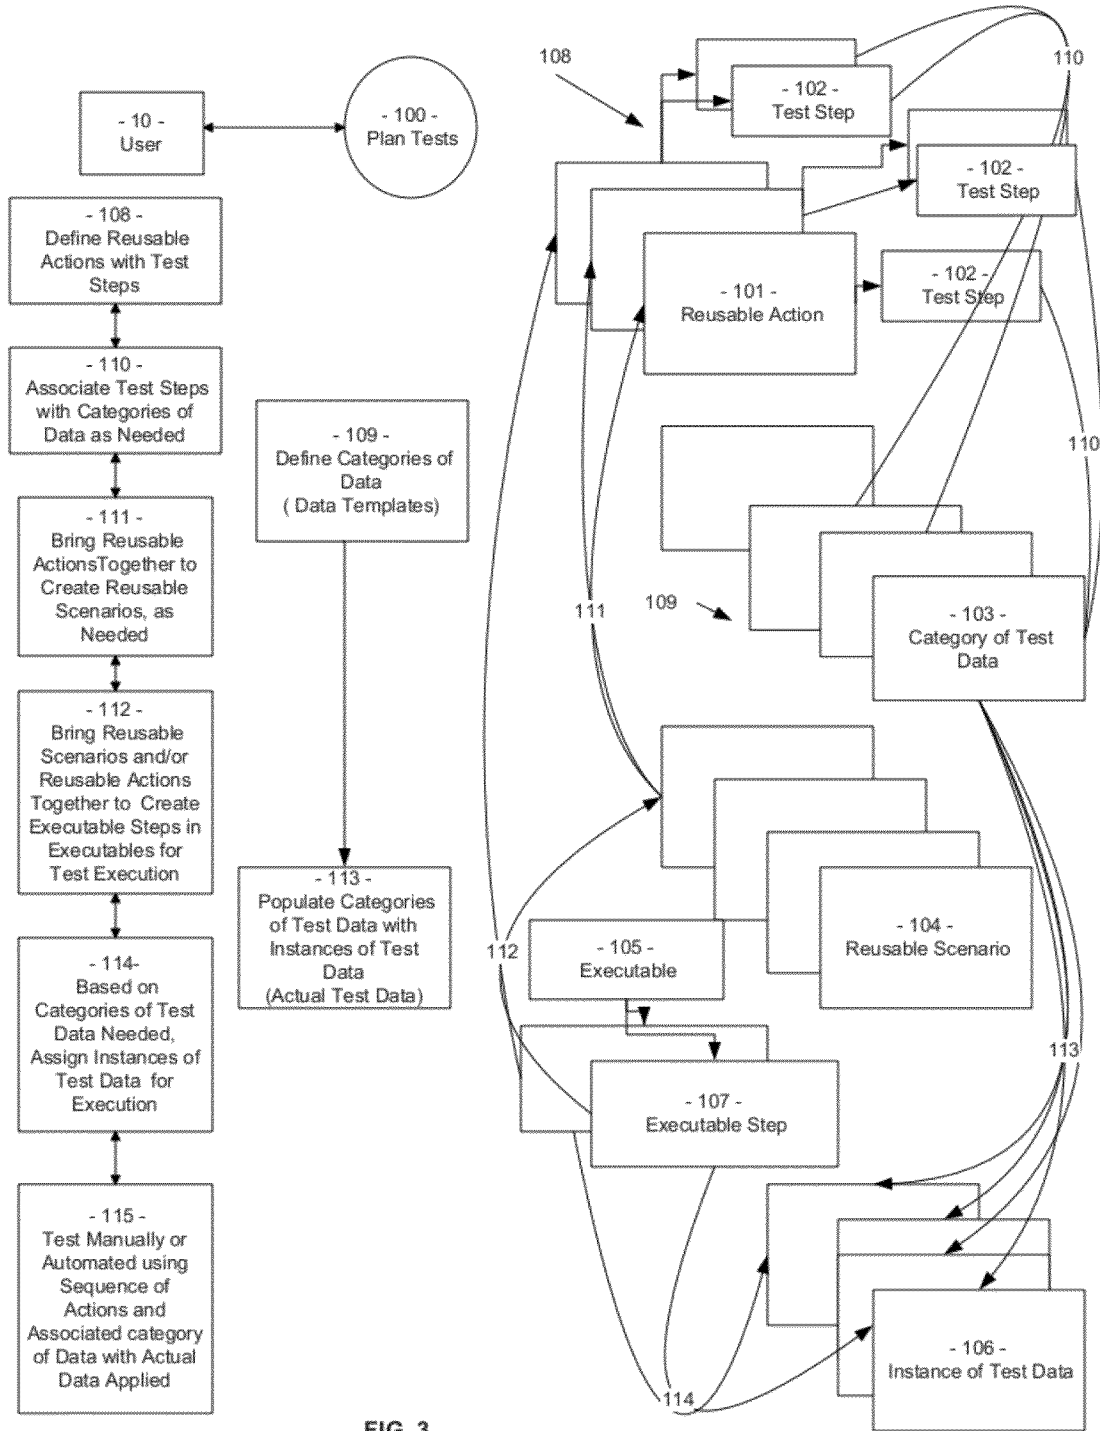 - 10 -
User
- 100 -
Plan Tests
- 108 -
Define Reusable
Actions with Test
Steps
- 110 -
Associate Test Steps
with Categories of
Data as Needed
- 111 -
Bring Reusable
ActionsTogether to
Create Reusable
Scenarios, as
Needed
- 112 -
Bring Reusable
Scenarios and/or
Reusable Actions
Together to Create
Executable Steps in
Executables for
Test Execution
- 114-
Based on
Categories of Test
Data Needed,
Assign Instances of
Test Data for
Execution
- 115 -
Test Manually or
Automated using
Sequence of
Actions and
Associated category
of Data with Actual
Data Applied
- 109 -
Define Categories of
Data
( Data Templates)
- 113 -
Populate Categories
of Test Data with
Instances of Test
Data
(Actual Test Data)
108
110
- 102 -
Test Step
- 102 -
Test Step
- 102 -
Test Step
- 101 -
Reusable Action
110
111
109
- 103 -
Category of Test
Data
112
- 104 -
Reusable Scenario
- 105 -
Executable
113
- 107 -
Executable Step
114
- 106 -
Instance of Test Data
FIG. 3